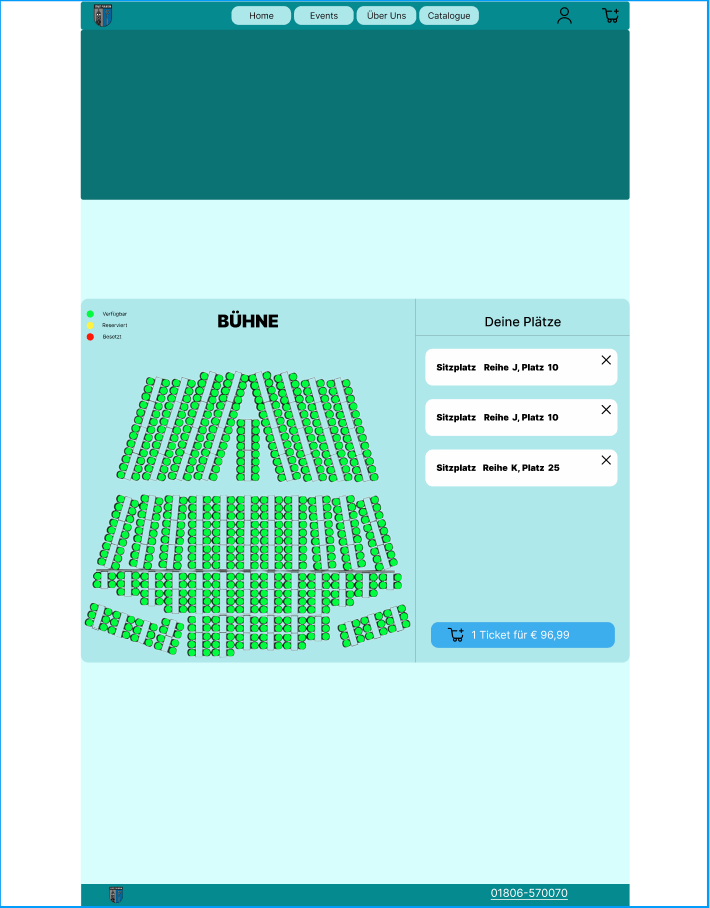 Home
Events
Über Uns
Catalogue
Verfügbar
Reserviert
Besetzt
BÜHNE
Deine Plätze
Sitzplatz Reihe J, Platz 10
Sitzplatz Reihe J, Platz 10
Sitzplatz Reihe K, Platz 25
1 Ticket für € 96,99
01806-570070